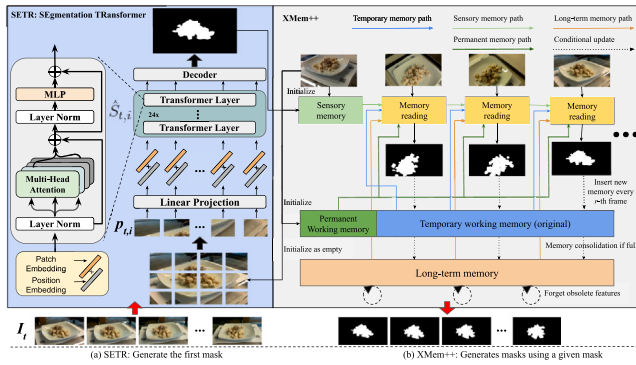 SETR: SEgmentation TRansformer
MLP
Layer Norm
Multi-Head
Attention
Layer Norm
Patch
Embedding
Position
Embedding
Decoder
Transformer Layer
24x
Transformer Layer
Ŝt,i
Linear Projection
pt,i
XMem++
Temporary memory path
Sensory memory path
Long-term memory path
Permanent memory path
Conditional update
Initialize
Sensory
memory
Memory
reading
Memory
reading
Memory
reading
Insert new
memory every
n-th frame
Initialize
Permanent
Working memory
Temporary working memory (original)
Initialize as empty
Memory consolidation if full
Long-term memory
Forget obsolete features
It
(a) SETR: Generate the first mask
(b) XMem++: Generates masks using a given mask